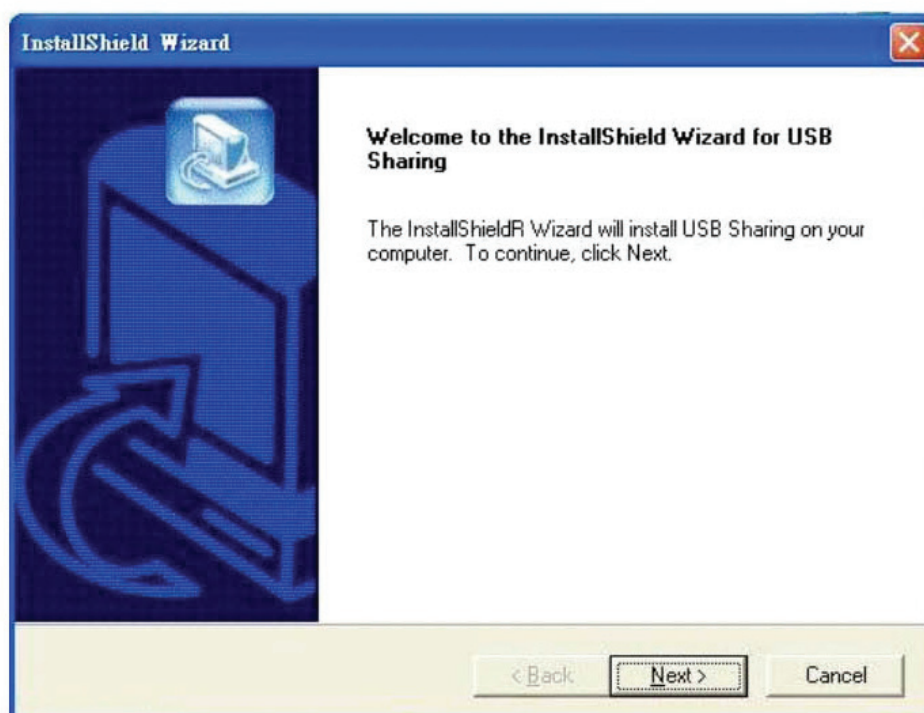 InstallShield Wizard
Welcome to the InstallShield Wizard for USB
Sharing
The InstallShieldR Wizard will install USB Sharing on your
computer.  To continue, click Next.
< Back
Next >
Cancel